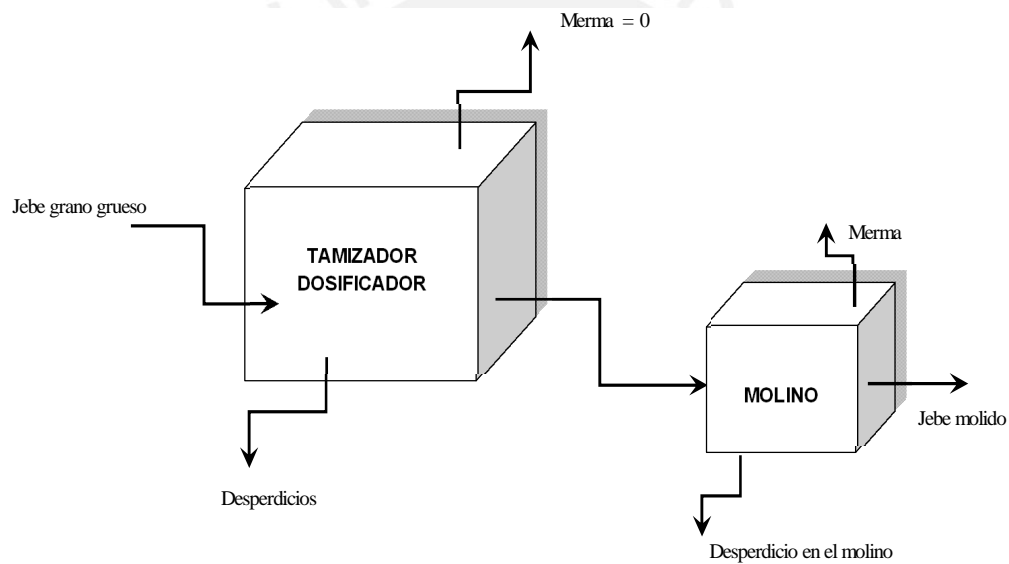 Merma = 0
Jebe grano grueso
TAMIZADOR
DOSIFICADOR
Merma
MOLINO
Jebe molido
Desperdicios
Desperdicio en el molino